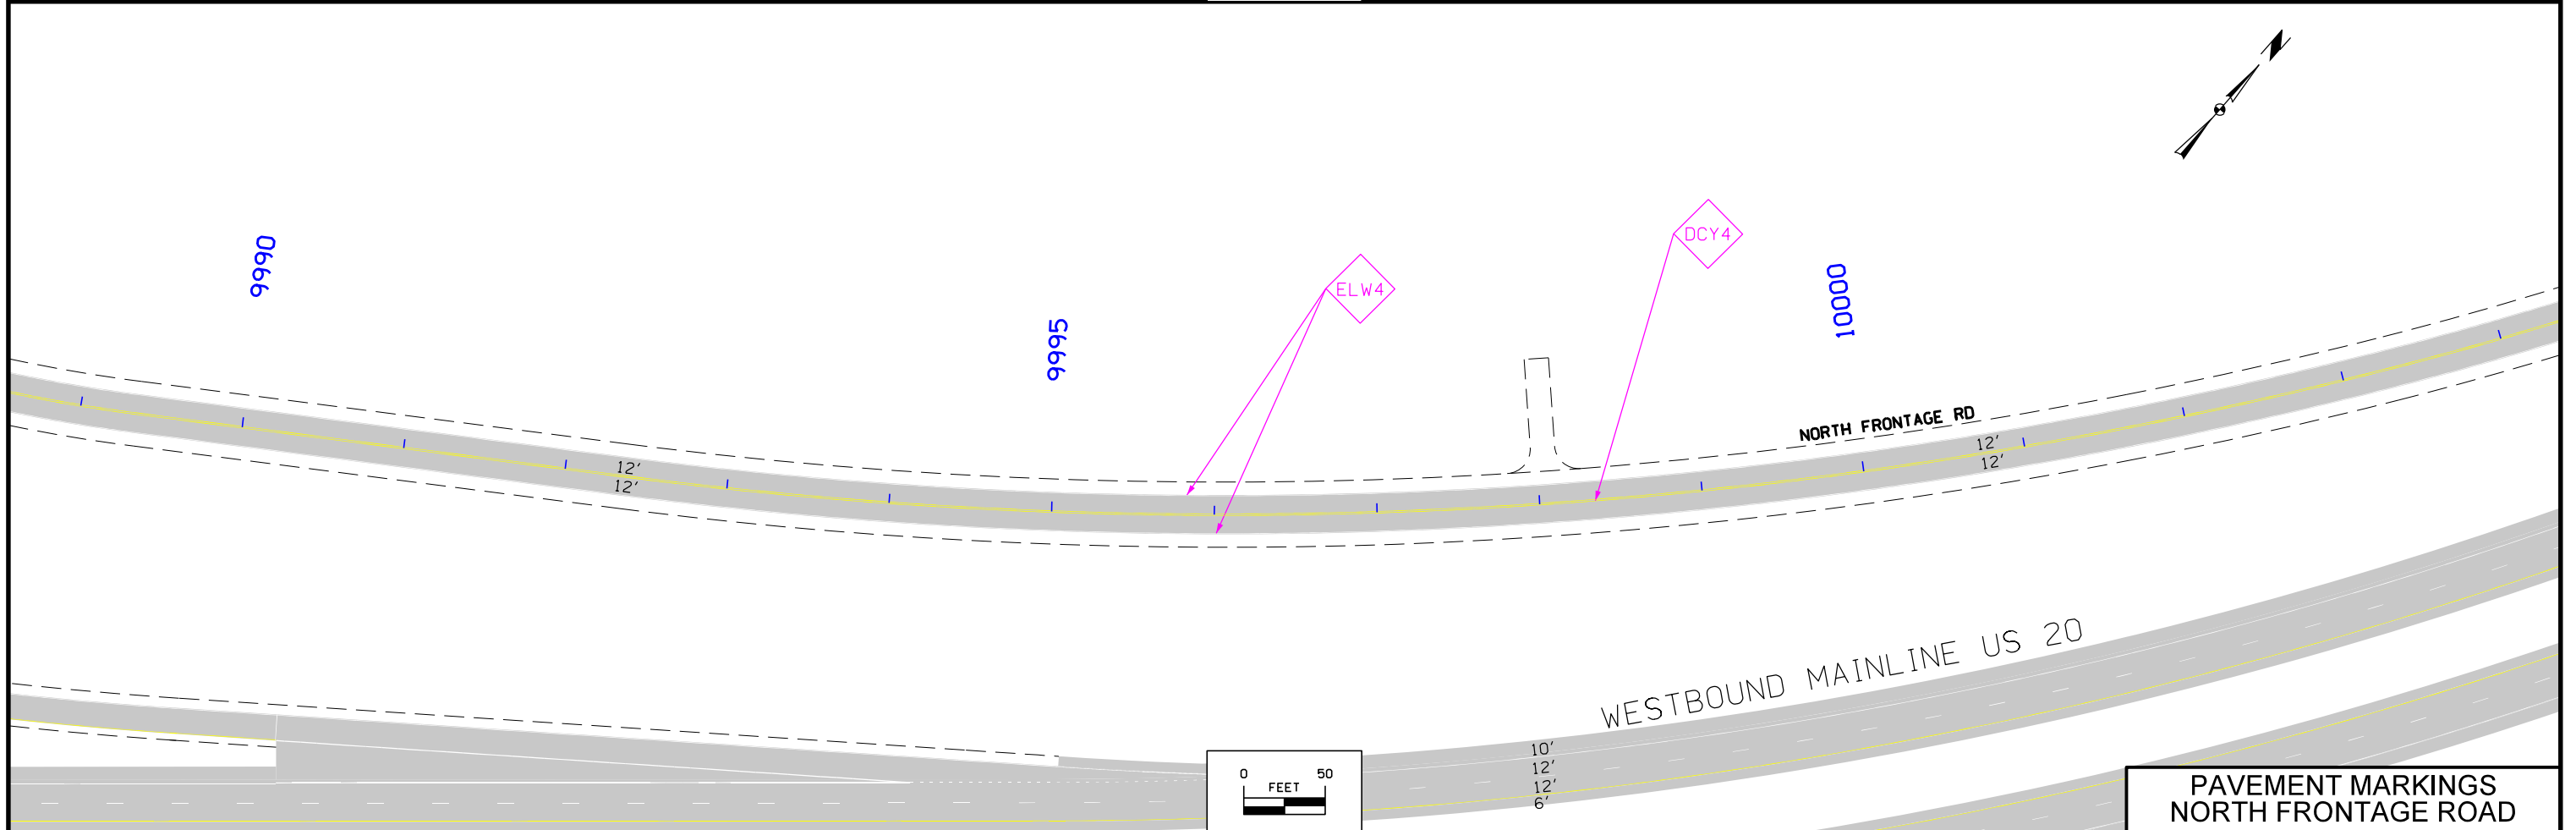 N
DCY4
9990
10000
ELW4
9995
NORTH FRONTAGE RD
12'
12'
12'
12'
WESTBOUND MAINLINE US 20
10'
12'
12'
6'
0 50
FEET
PAVEMENT MARKINGS
NORTH FRONTAGE ROAD